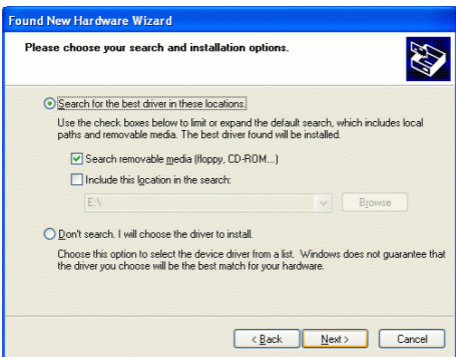 Found New Hardware Wizard
Please choose your search and installation options.
Search for the best driver in these locations.
Use the check boxes below to limit or expand the default search, which includes local
paths and removable media. The best driver found will be installed.
Search removable media (floppy, CD-ROM...)
Include this location in the search:
E:\
Browse
Don't search. I will choose the driver to install.
Choose this option to select the device driver from a list. Windows does not guarantee that
the driver you choose will be the best match for your hardware.
< Back
Next >
Cancel